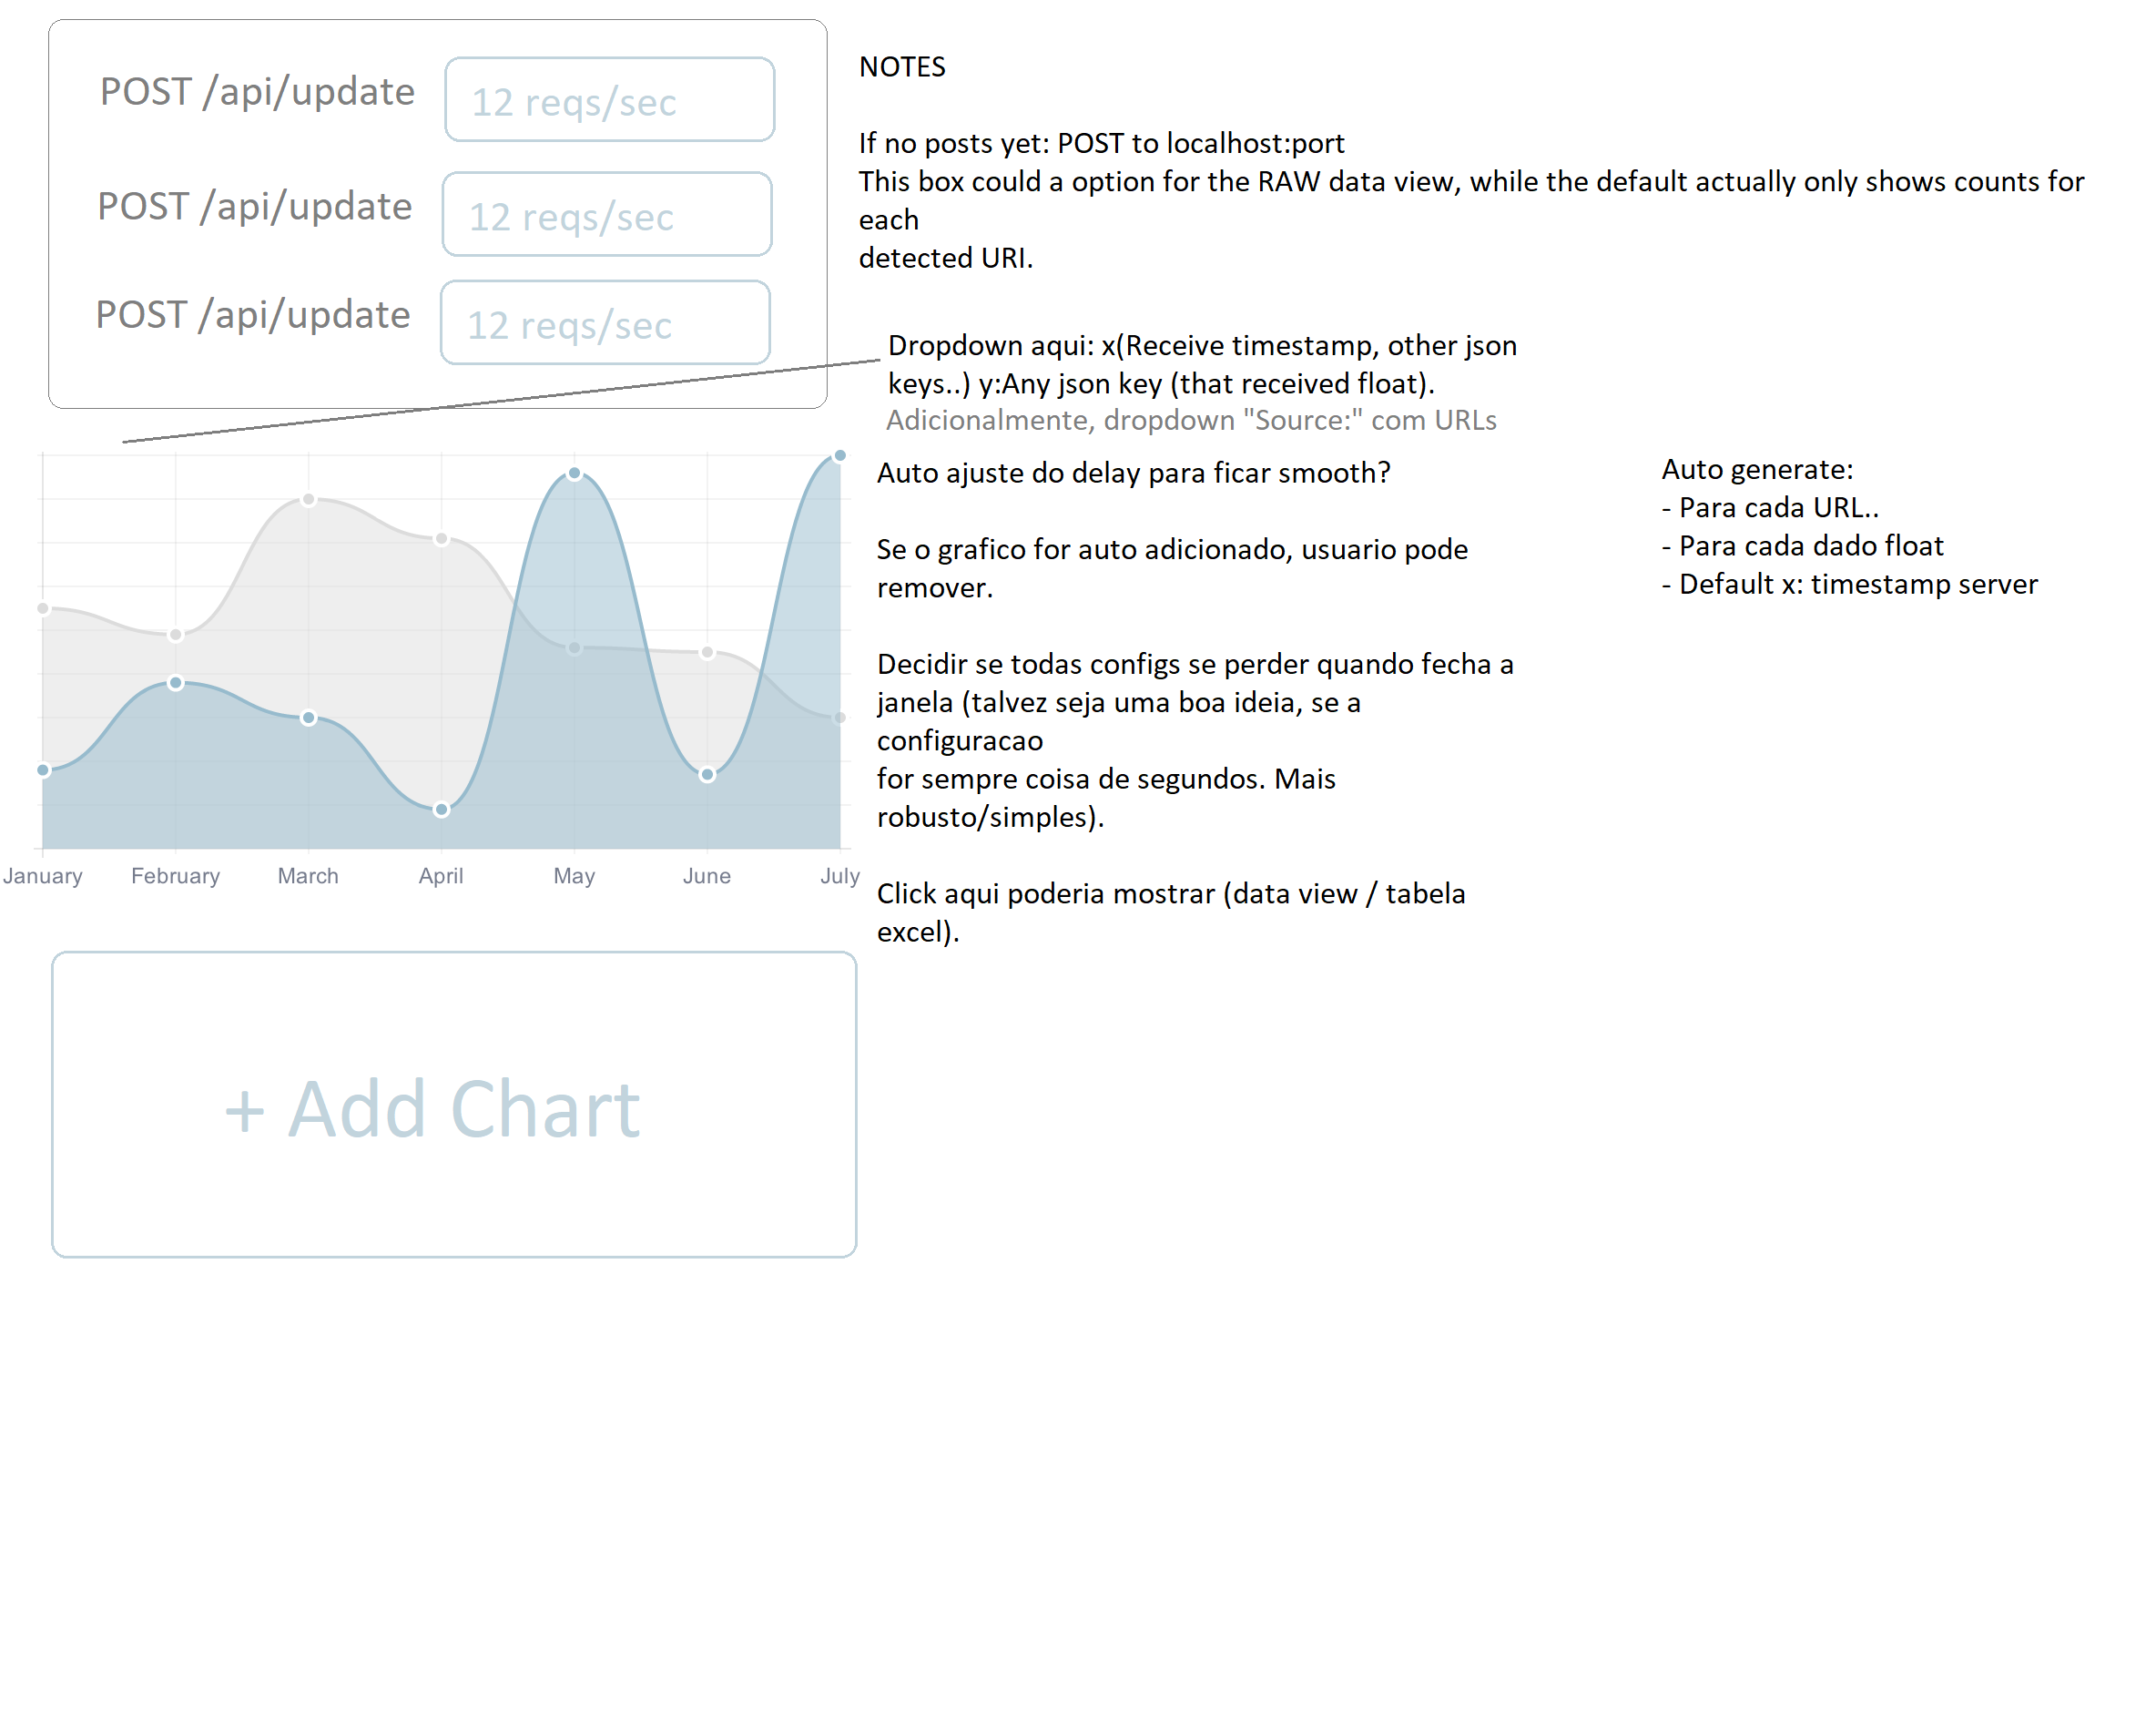 POST /api/update
12 reqs/sec
POST /api/update
12 reqs/sec
POST /api/update
12 reqs/sec
NOTES
If no posts yet: POST to localhost:port
This box could a option for the RAW data view, while the default actually only shows counts for
each
detected URI.
Dropdown aqui: x(Receive timestamp, other json
keys..) y:Any json key (that received float).
Adicionalmente, dropdown "Source:" com URLs
Auto ajuste do delay para ficar smooth?
Se o grafico for auto adicionado, usuario pode
remover.
Decidir se todas configs se perder quando fecha a
janela (talvez seja uma boa ideia, se a
configuracao
for sempre coisa de segundos. Mais
robusto/simples).
Click aqui poderia mostrar (data view / tabela
excel).
Auto generate:
- Para cada URL..
- Para cada dado float
- Default x: timestamp server
January February March April May June July
+ Add Chart